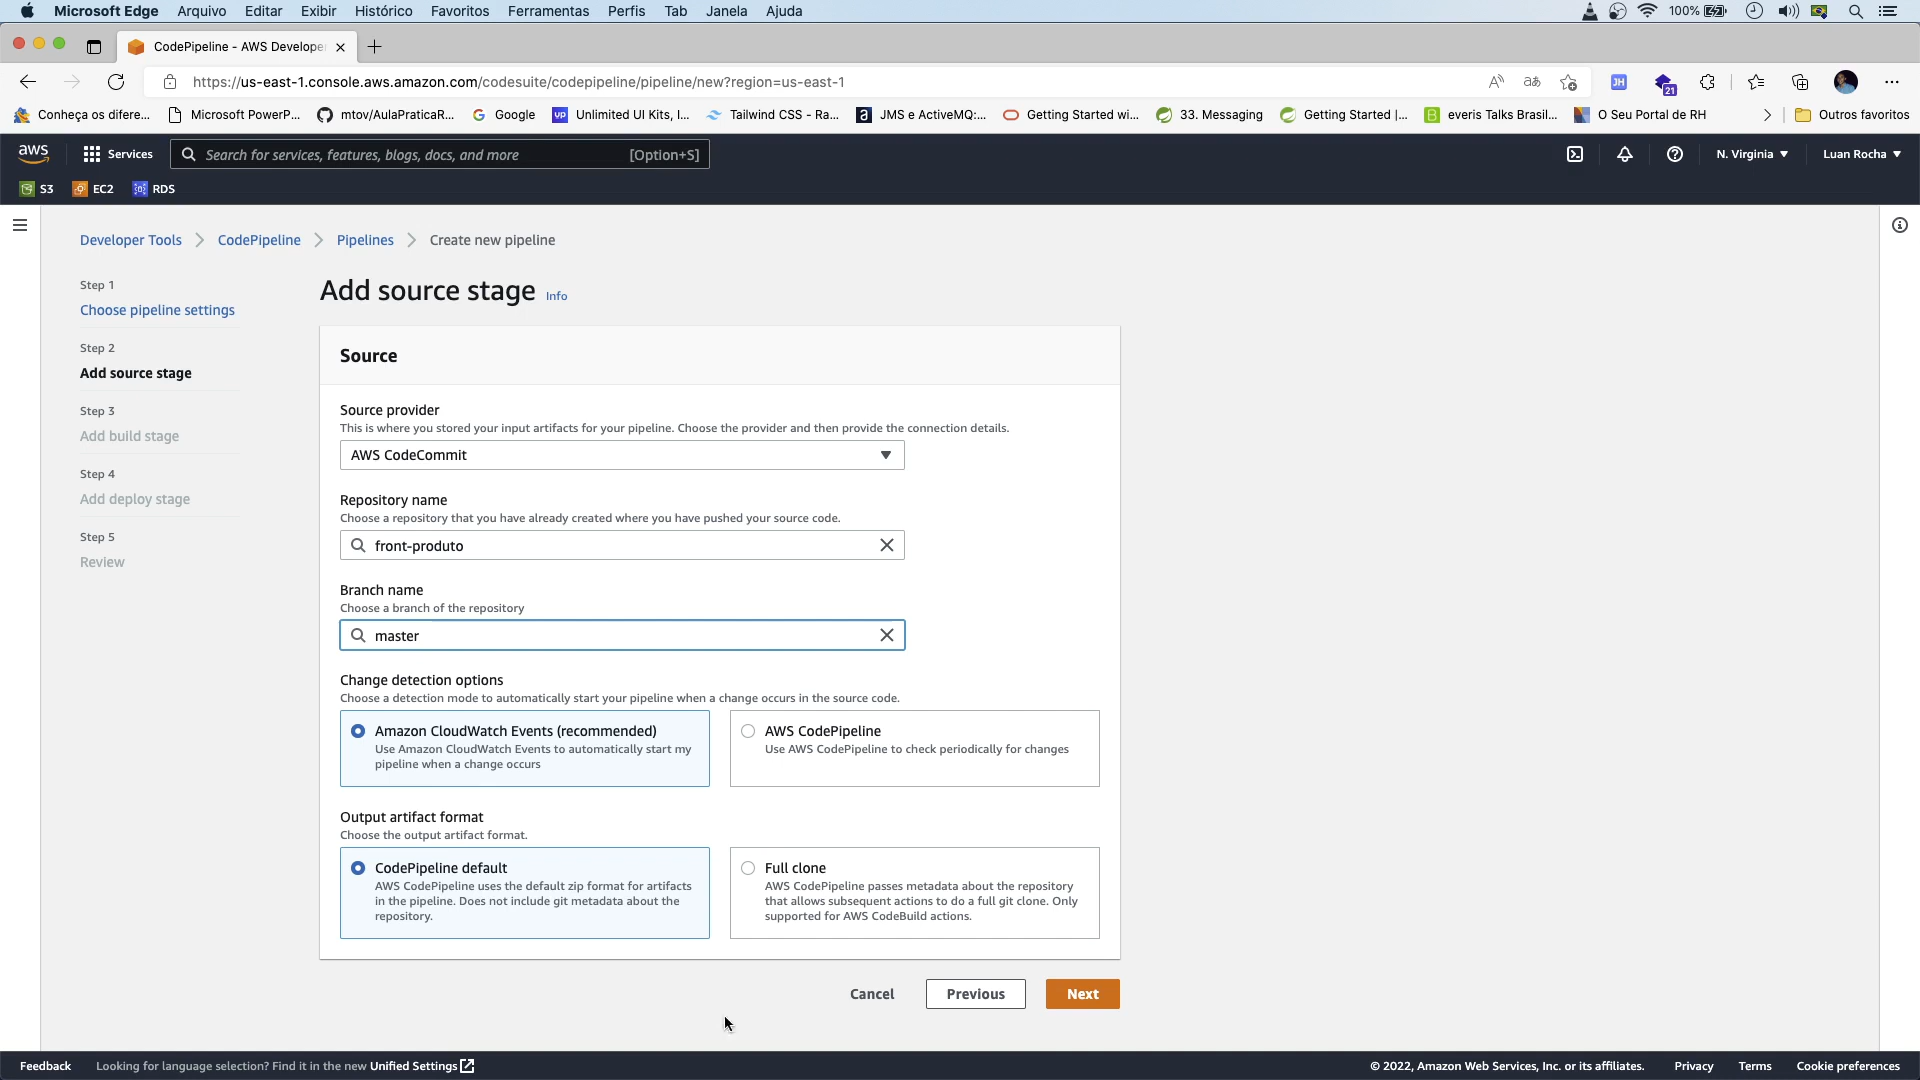 Microsoft Edge Arquivo Editar Exibir Histórico Favoritos Ferramentas Perfis Tab Janela Ajuda 100%
CodePipeline - AWS Develope
https://us-east-1.console.aws.amazon.com/codesuite/codepipeline/pipeline/new?region=us-east-1
A aあ JH 21
Conheça os difere... Microsoft PowerP... mtov/AulaPraticaR... Google UP Unlimited UI Kits, I... Tailwind CSS - Ra... a JMS e ActiveMQ:... Getting Started wi... 33. Messaging Getting Started |... B everis Talks Brasil... O Seu Portal de RH Outros favoritos
aws Services Search for services, features, blogs, docs, and more [Option+S] N. Virginia Luan Rocha
S3 EC2 RDS
Developer Tools CodePipeline Pipelines Create new pipeline
Step 1
Choose pipeline settings
Step 2
Add source stage
Step 3
Add build stage
Step 4
Add deploy stage
Step 5
Review
Add source stage Info
Source
Source provider
This is where you stored your input artifacts for your pipeline. Choose the provider and then provide the connection details.
AWS CodeCommit
Repository name
Choose a repository that you have already created where you have pushed your source code.
front-produto
Branch name
Choose a branch of the repository
master
Change detection options
Choose a detection mode to automatically start your pipeline when a change occurs in the source code.
Amazon CloudWatch Events (recommended)
Use Amazon CloudWatch Events to automatically start my
pipeline when a change occurs
AWS CodePipeline
Use AWS CodePipeline to check periodically for changes
Output artifact format
Choose the output artifact format.
CodePipeline default
AWS CodePipeline uses the default zip format for artifacts
in the pipeline. Does not include git metadata about the
repository.
Full clone
AWS CodePipeline passes metadata about the repository
that allows subsequent actions to do a full git clone. Only
supported for AWS CodeBuild actions.
Cancel Previous Next
Feedback Looking for language selection? Find it in the new Unified Settings © 2022, Amazon Web Services, Inc. or its affiliates. Privacy Terms Cookie preferences